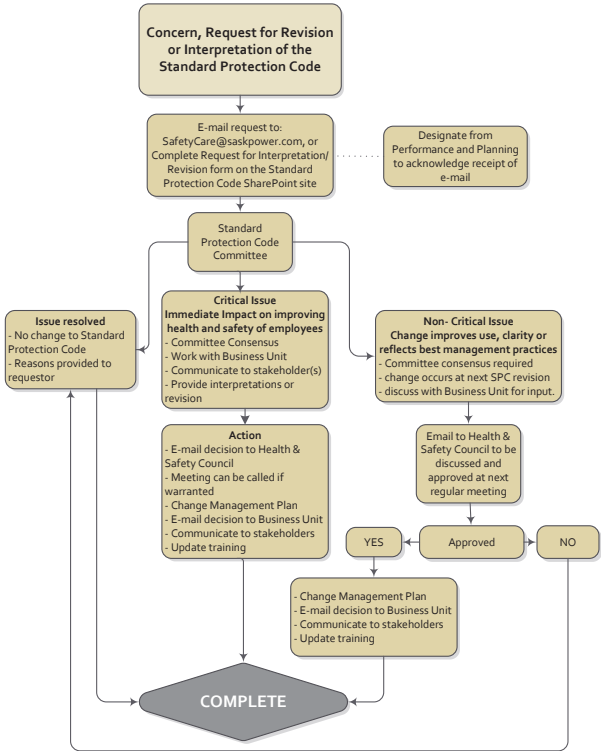 Concern, Request for Revision
or Interpretation of the
Standard Protection Code
E-mail request to:
SafetyCare@saskpower.com, or
Complete Request for Interpretation/
Revision form on the Standard
Protection Code SharePoint site
Designate from
Performance and Planning
to acknowledge receipt of
e-mail
Standard
Protection Code
Committee
Issue resolved
- No change to Standard
Protection Code
- Reasons provided to
requestor
Critical Issue
Immediate Impact on improving
health and safety of employees
- Committee Consensus
- Work with Business Unit
- Communicate to stakeholder(s)
- Provide interpretations or
revision
Non- Critical Issue
Change improves use, clarity or
reflects best management practices
- Committee consensus required
- change occurs at next SPC revision
- discuss with Business Unit for input.
Action
- E-mail decision to Health &
Safety Council
- Meeting can be called if
warranted
- Change Management Plan
- E-mail decision to Business Unit
- Communicate to stakeholders
- Update training
Email to Health &
Safety Council to be
discussed and
approved at next
regular meeting
YES
Approved
NO
- Change Management Plan
- E-mail decision to Business Unit
- Communicate to stakeholders
- Update training
COMPLETE